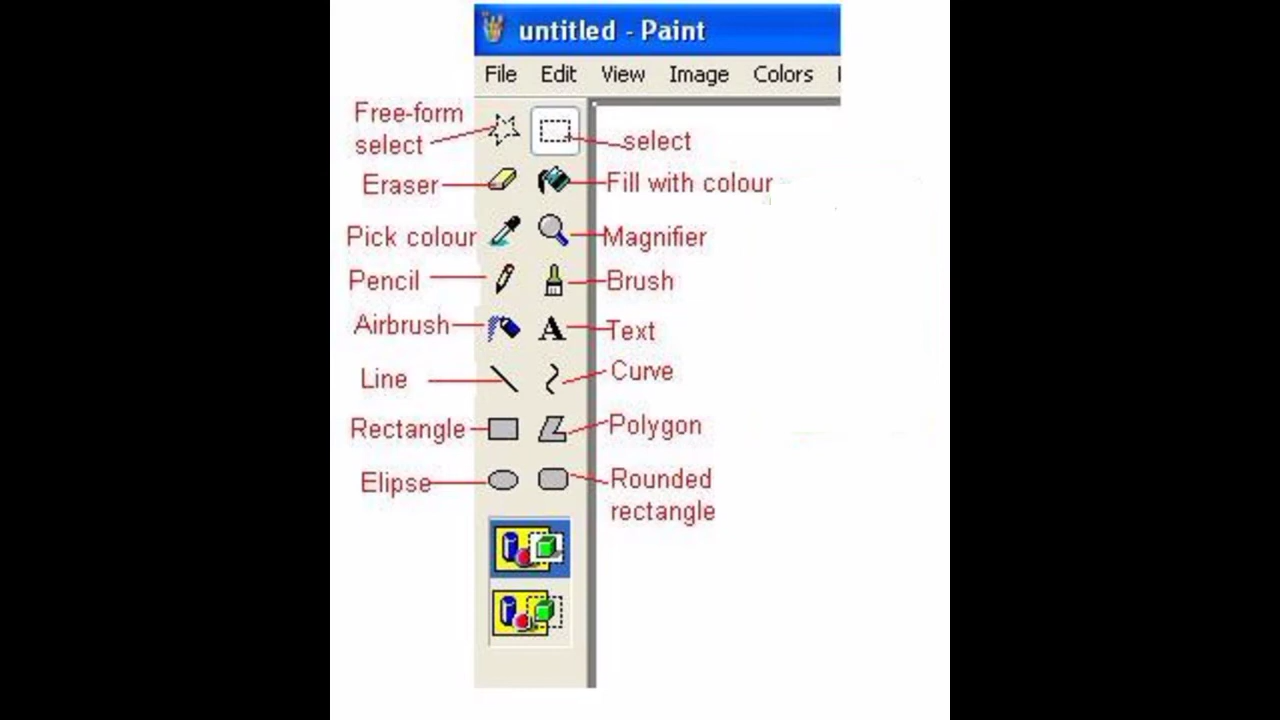 untitled - Paint
File Edit View Image Colors
Free-form
select
select
Eraser
Fill with colour
Pick colour
Magnifier
Pencil
Brush
Airbrush
A
Text
Line
Curve
Rectangle
Polygon
Elipse
Rounded
rectangle